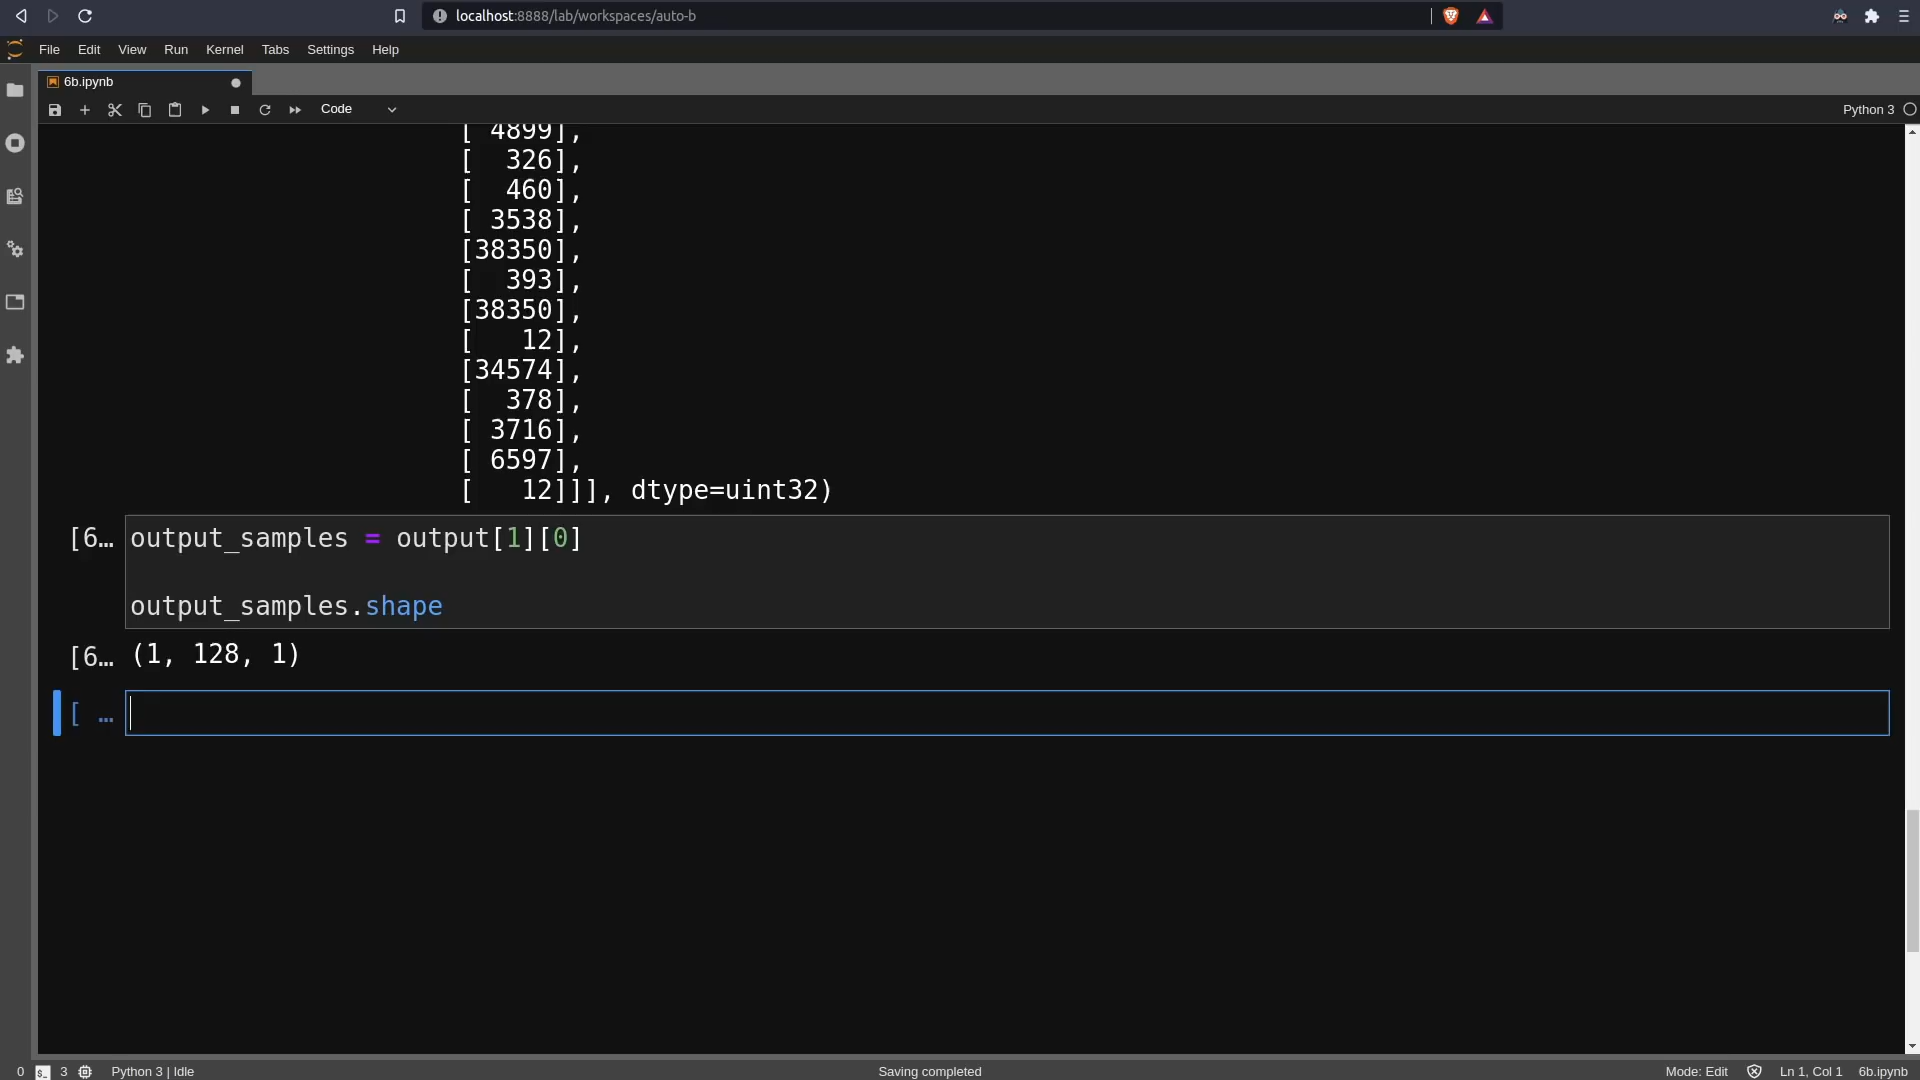 localhost:8888/lab/workspaces/auto-b
File Edit View Run Kernel Tabs Settings Help
6b.ipynb
Code
Python 3
[ 4899],
[  326],
[  460],
[ 3538],
[38350],
[  393],
[38350],
[   12],
[34574],
[  378],
[ 3716],
[ 6597],
[   12]]], dtype=uint32)
[6… output_samples = output[1][0]
output_samples.shape
[6… (1, 128, 1)
[ …
0 $_ 3 Python 3 | Idle Saving completed Mode: Edit Ln 1, Col 1 6b.ipynb